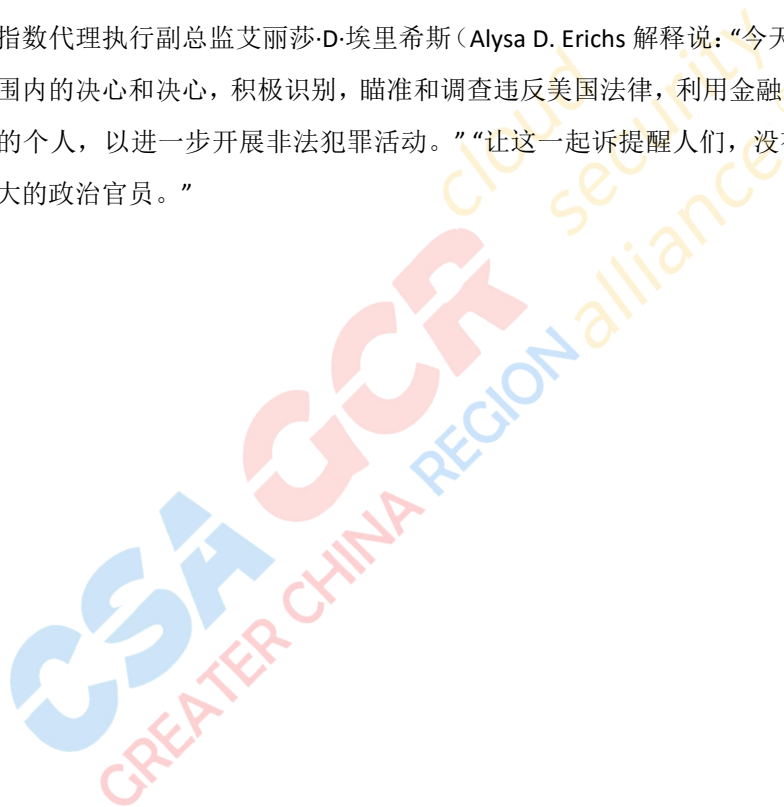 指数代理执行副总监艾丽莎·D·埃里希斯（Alysa D. Erichs 解释说：“今天
围内的决心和决心，积极识别，瞄准和调查违反美国法律，利用金融
的个人，以进一步开展非法犯罪活动。” “让这一起诉提醒人们，没
大的政治官员。”
cloud
security
alliance
CSA GCR
GREATER CHINA REGION